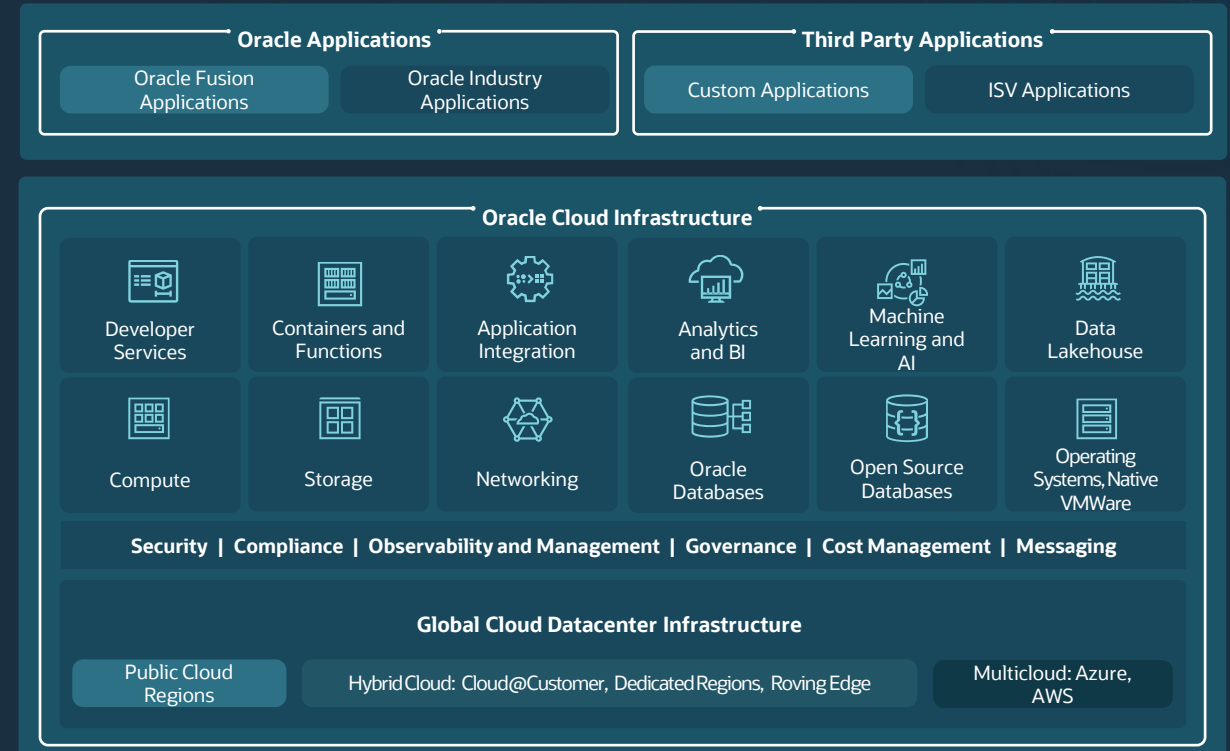 Oracle Applications
Oracle Fusion
Applications
Oracle Industry
Applications
Third Party Applications
Custom Applications
ISV Applications
Oracle Cloud Infrastructure
Developer
Services
Containers and
Functions
Application
Integration
Analytics
and BI
Machine
Learning and
AI
Data
Lakehouse
Compute
Storage
Networking
Oracle
Databases
Open Source
Databases
Operating
Systems, Native
VMWare
Security | Compliance | Observability and Management | Governance | Cost Management | Messaging
Global Cloud Datacenter Infrastructure
Public Cloud
Regions
Hybrid Cloud: Cloud@Customer, Dedicated Regions, Roving Edge
Multicloud: Azure,
AWS